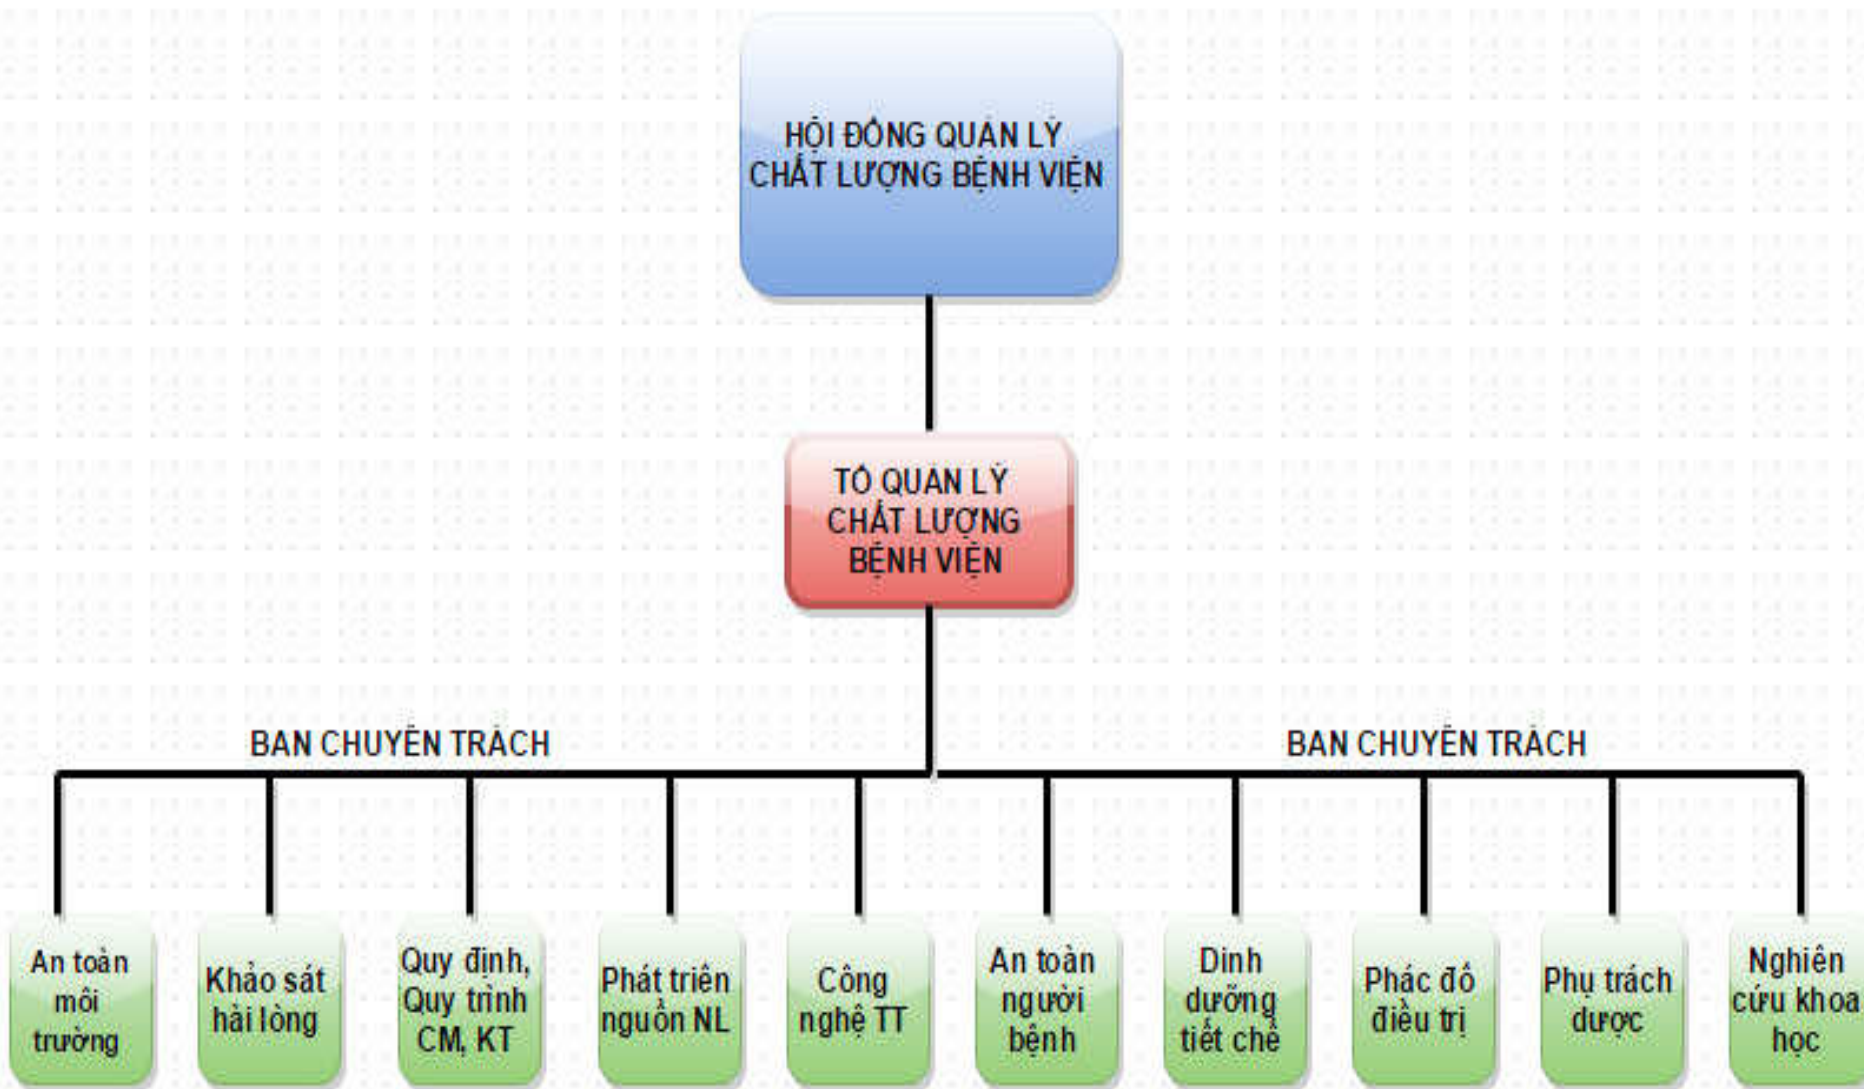 HỘI ĐỒNG QUẢN LÝ
CHẤT LƯỢNG BỆNH VIỆN
TỔ QUẢN LÝ
CHẤT LƯỢNG
BỆNH VIỆN
BAN CHUYÊN TRÁCH
BAN CHUYÊN TRÁCH
An toàn
môi
trường
Khảo sát
hài lòng
Quy định,
Quy trình
CM, KT
Phát triển
nguồn NL
Công
nghệ TT
An toàn
người
bệnh
Dinh
dưỡng
tiết chế
Phác đồ
điều trị
Phụ trách
dược
Nghiên
cứu khoa
học